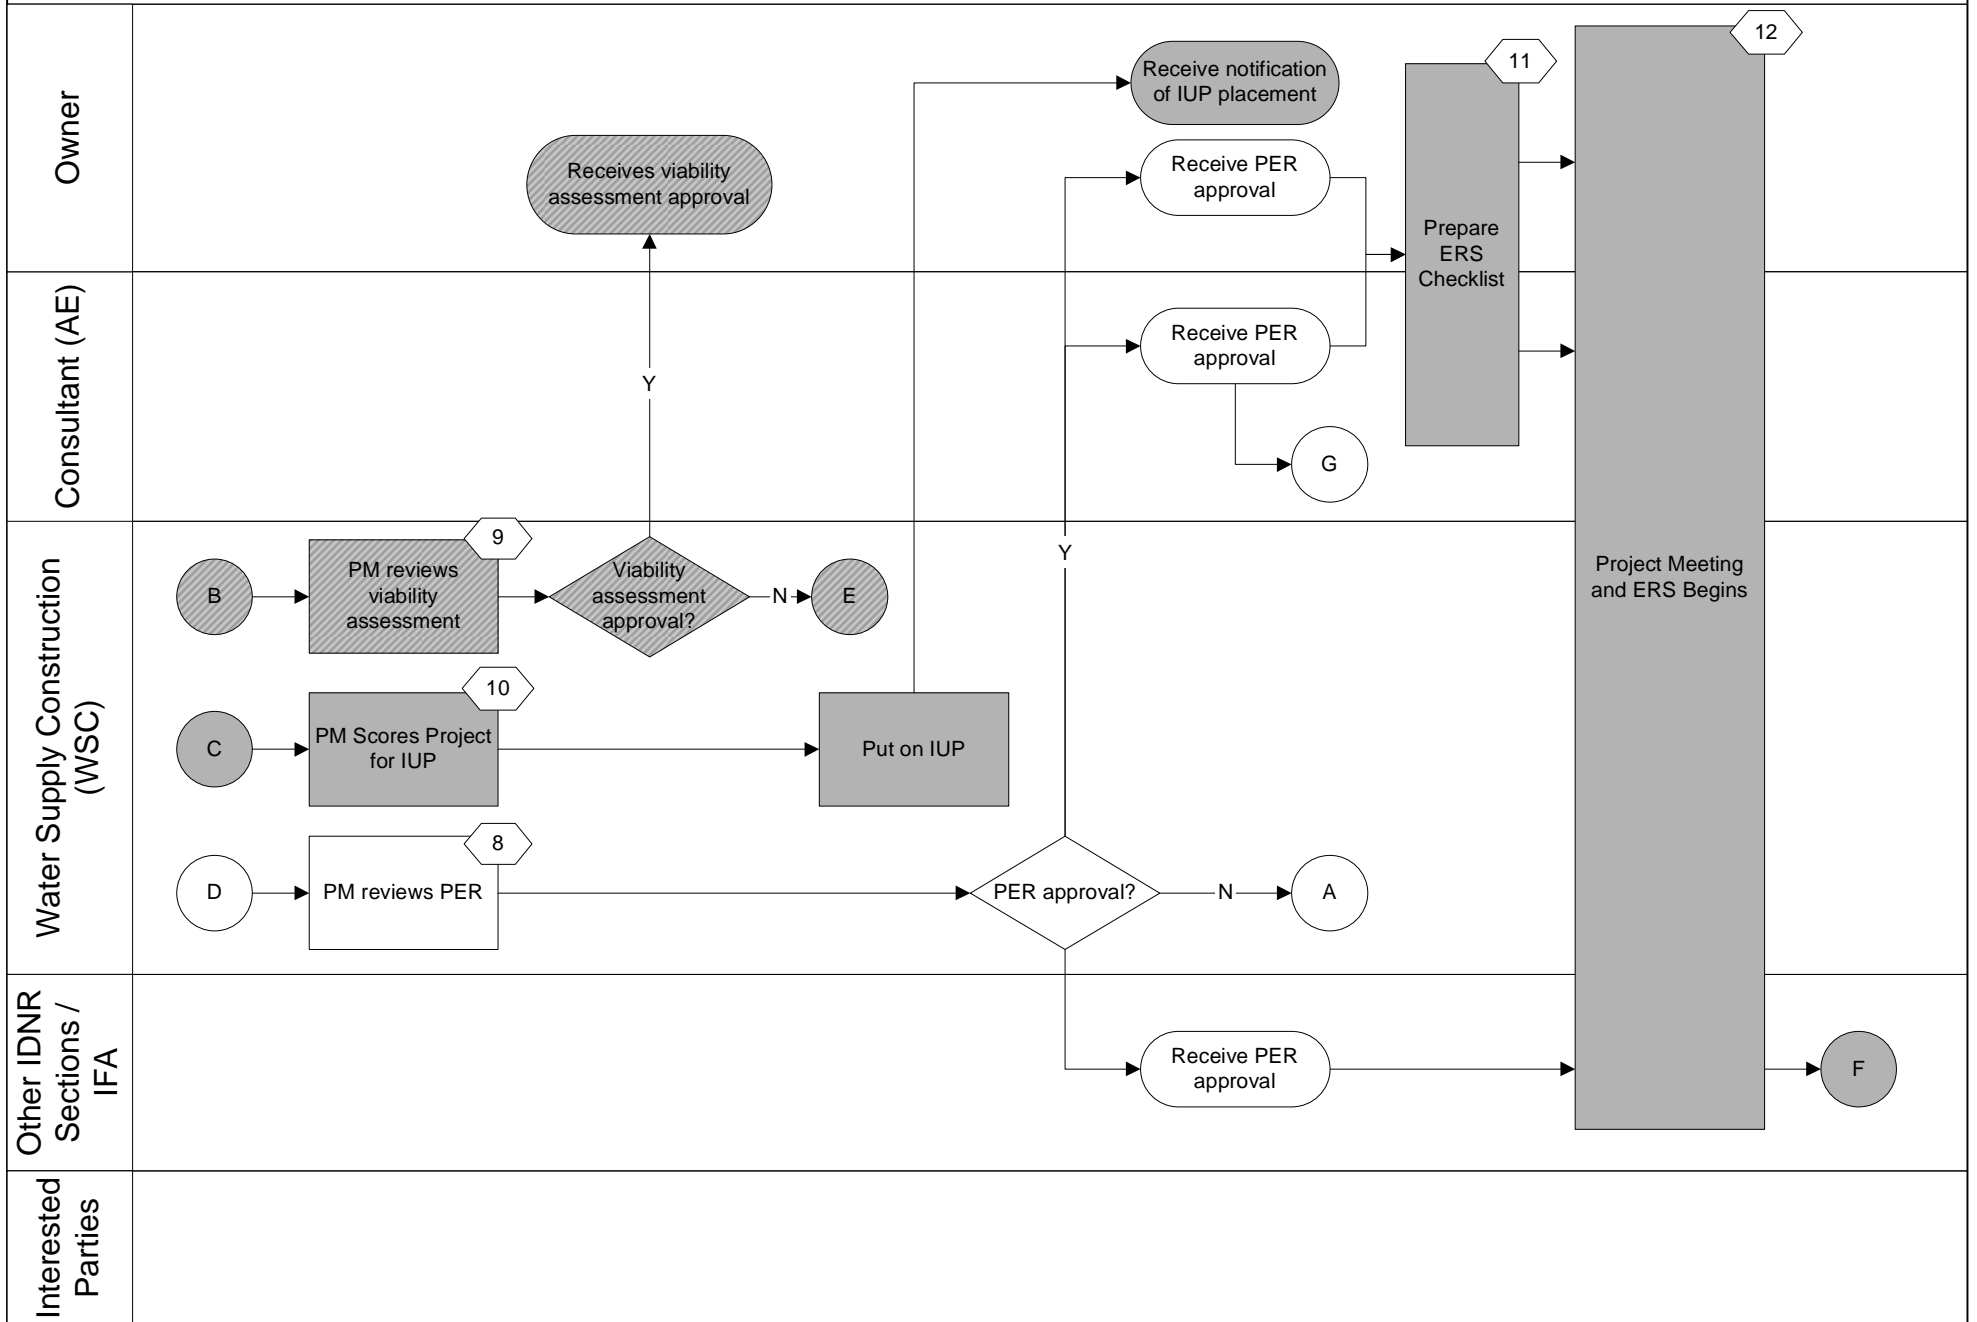 Owner
12
11
Receive notification
of IUP placement
Receives viability
assessment approval
Receive PER
approval
Prepare
ERS
Checklist
Consultant (AE)
Receive PER
approval
Y
G
Water Supply Construction
(WSC)
9
B
PM reviews
viability
assessment
Viability
assessment
approval?
N
E
Y
Project Meeting
and ERS Begins
10
C
PM Scores Project
for IUP
Put on IUP
8
D
PM reviews PER
PER approval?
N
A
Other IDNR
Sections /
IFA
Receive PER
approval
F
Interested
Parties